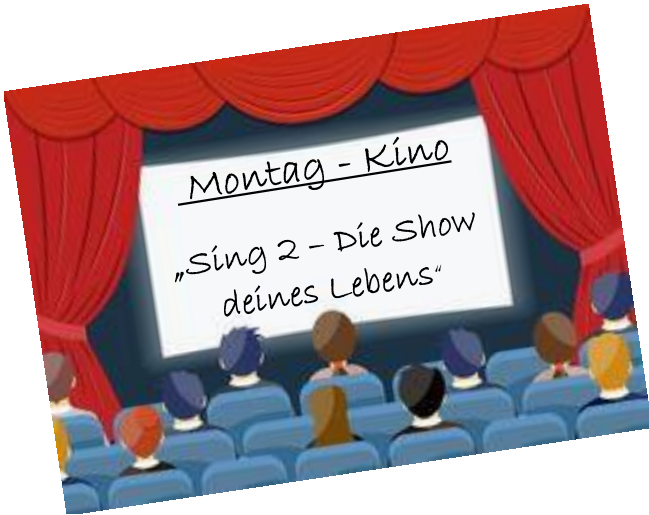 Montag - Kino
„Sing 2 – Die Show
deines Lebens“